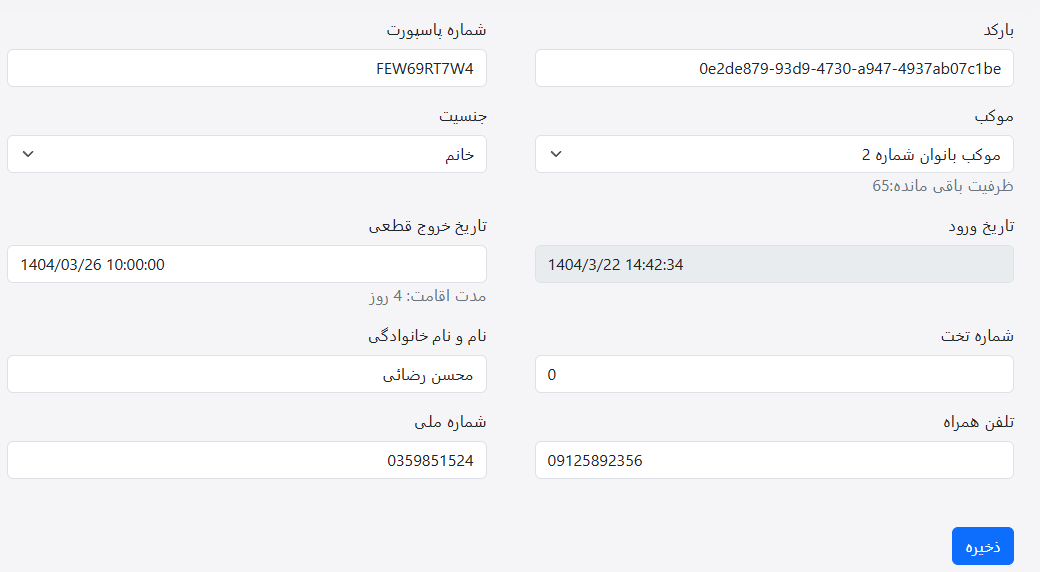 بارکد
شماره پاسپورت
0e2de879-93d9-4730-a947-4937ab07c1be
FEW69RT7W4
موکب
جنسیت
موکب بانوان شماره 2
خانم
ظرفیت باقی مانده:65
تاریخ ورود
تاریخ خروج قطعی
1404/3/22 14:42:34
1404/03/26 10:00:00
مدت اقامت: 4 روز
شماره تخت
نام و نام خانوادگی
0
محسن رضائی
تلفن همراه
شماره ملی
09125892356
0359851524
ذخیره